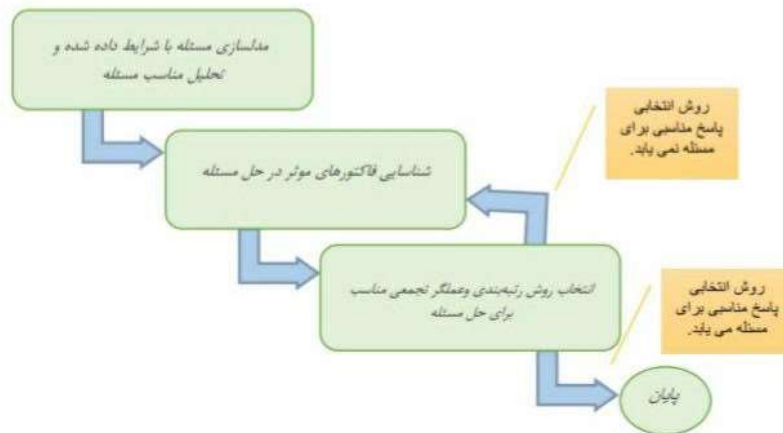 مدلسازی مسئله با شرایط داده شده و
تحلیل مناسب مسئله
روش انتخابی
پاسخ مناسبی برای
مسئله نمی یابد.
شناسایی فاکتورهای موثر در حل مسئله
انتخاب روش رتبه‌بندی وعملگر تجمعی مناسب
برای حل مسئله
روش انتخابی
پاسخ مناسبی برای
مسئله می یابد.
پایان